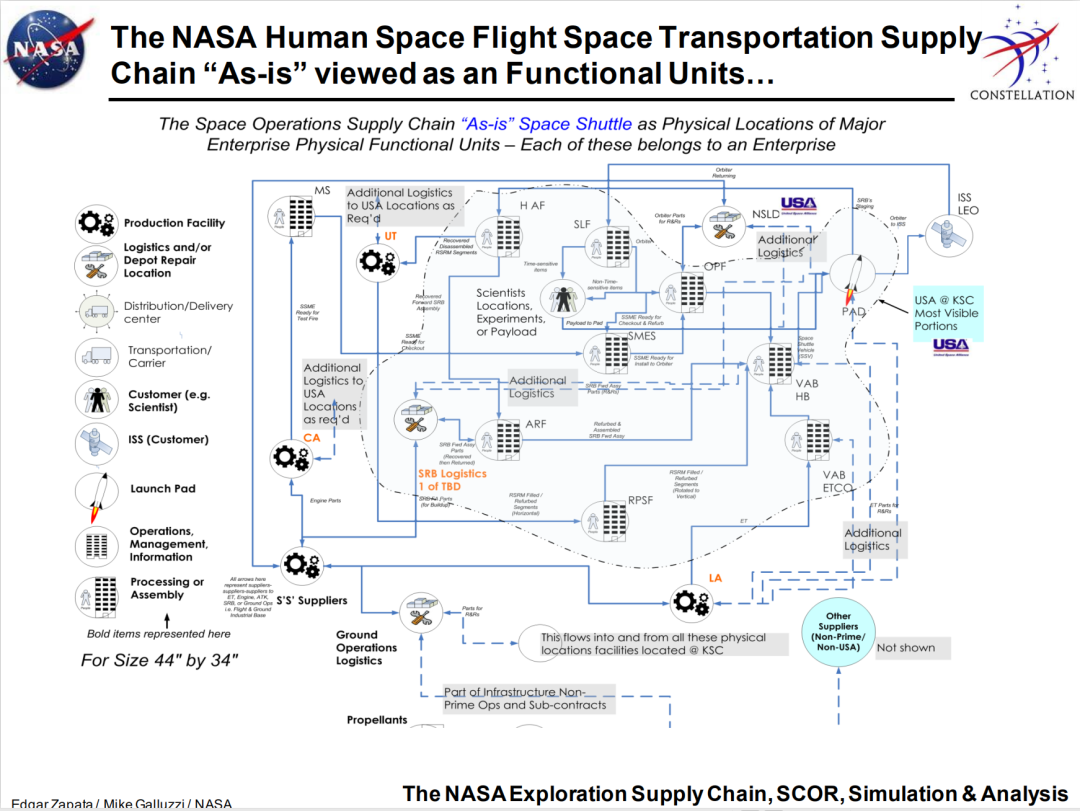 NASA
The NASA Human Space Flight Space Transportation Supply
Chain “As-is” viewed as an Functional Units…
CONSTELLATION
The Space Operations Supply Chain “As-is” Space Shuttle as Physical Locations of Major
Enterprise Physical Functional Units – Each of these belongs to an Enterprise
Production Facility
Logistics and/or
Depot Repair
Location
Distribution/Delivery
center
Transportation/
Carrier
Customer (e.g.
Scientist)
ISS (Customer)
Launch Pad
Operations,
Management,
Information
Processing or
Assembly
Bold items represented here
For Size 44" by 34"
MS
Additional Logistics
to USA Locations as
Req'd
UT
H AF
Recovered
Disassembled
RSRM Segments
SLF
Orbiter
Time-sensitive
items
Non-Time-
sensitive items
Orbiter
Returning
Orbiter Parts
for R&Rs
NSLD
USA
United Space Alliance
Additional
Logistics
SRB's
Staging
Orbiter
to ISS
ISS
LEO
OPF
PAD
USA @ KSC
Most Visible
Portions
USA
United Space Alliance
Scientists
Locations,
Experiments,
or Payload
Payload to Pad
SSME Ready for
Checkout & Refurb
SMES
SSME Ready for
Install to Orbiter
Recovered
Forward SRB
Assembly
SSME
Ready for
Test Fire
SSME
Ready for
Checkout
Space
Shuttle
Vehicle
(SSV)
VAB
HB
Additional
Logistics to
USA
Locations
as req'd
CA
Additional
Logistics
SRB Fwd Assy
Parts (R&Rs)
ARF
Refurbed &
Assembled
SRB Fwd Assy
SRB Fwd Assy
Parts
(Recovered
then Returned)
SRB Logistics
1 of TBD
Parts
(for Buildup)
RSRM Filled /
Refurbed
Segments
(Horizontal)
RPSF
RSRM Filled /
Refurbed
Segments
(Rotated to
Vertical)
VAB
ETCO
ET
ET Parts for
R&Rs
Additional
Logistics
Engine Parts
All arrows here
represent suppliers-
suppliers-suppliers to
ET, Engine, ATK,
SRB, or Ground Ops
i.e. Flight & Ground
Industrial Base
S'S' Suppliers
LA
Ground
Operations
Logistics
Parts for
R&Rs
This flows into and from all these physical
locations facilities located @ KSC
Other
Suppliers
(Non-Prime/
Non-USA)
Not shown
Part of Infrastructure Non-
Prime Ops and Sub-contracts
Propellants
The NASA Exploration Supply Chain, SCOR, Simulation & Analysis
Edgar Zapata / Mike Galluzzi / NASA